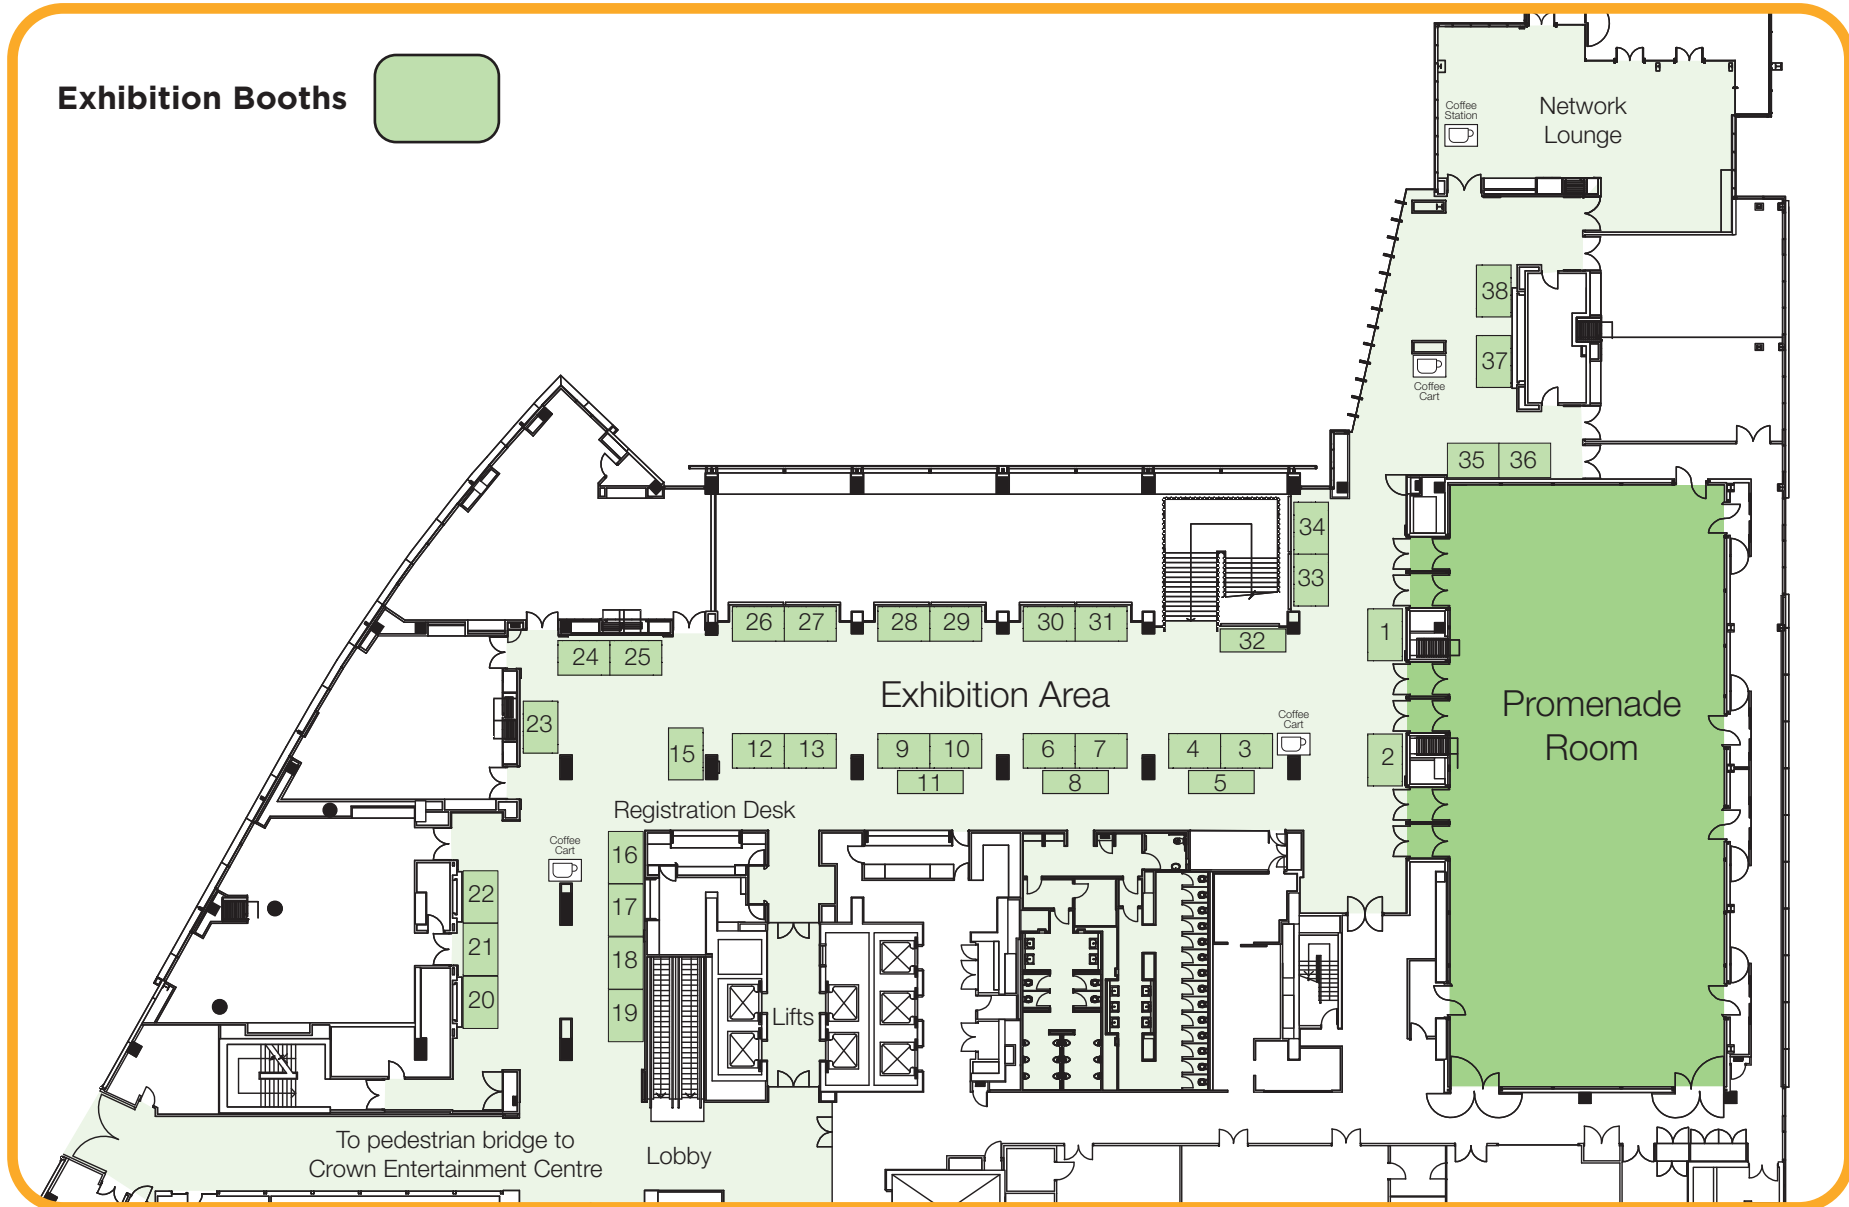 Exhibition Booths
Coffee
Station
Network
Lounge
38
37
Coffee
Cart
35 36
34
33
26 27 28 29 30 31
32
1
24 25
Exhibition Area
Promenade
Room
23
15
12 13 9 10 6 7 4 3
Coffee
Cart
2
11 8 5
Registration Desk
Coffee
Cart
16
22
17
21
18
20
19
Lifts
To pedestrian bridge to
Crown Entertainment Centre
Lobby